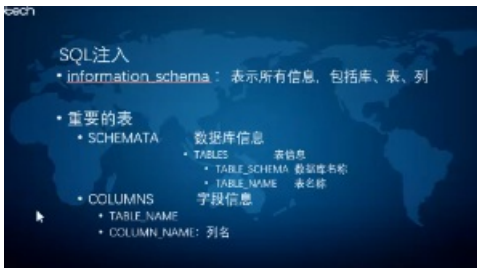 tech
SQL注入
• information_schema： 表示所有信息，包括库、表、列
• 重要的表
• SCHEMATA 数据库信息
• TABLES 表信息
• TABLE_SCHEMA 数据库名称
• TABLE_NAME 表名称
• COLUMNS 字段信息
• TABLE_NAME
• COLUMN_NAME：列名